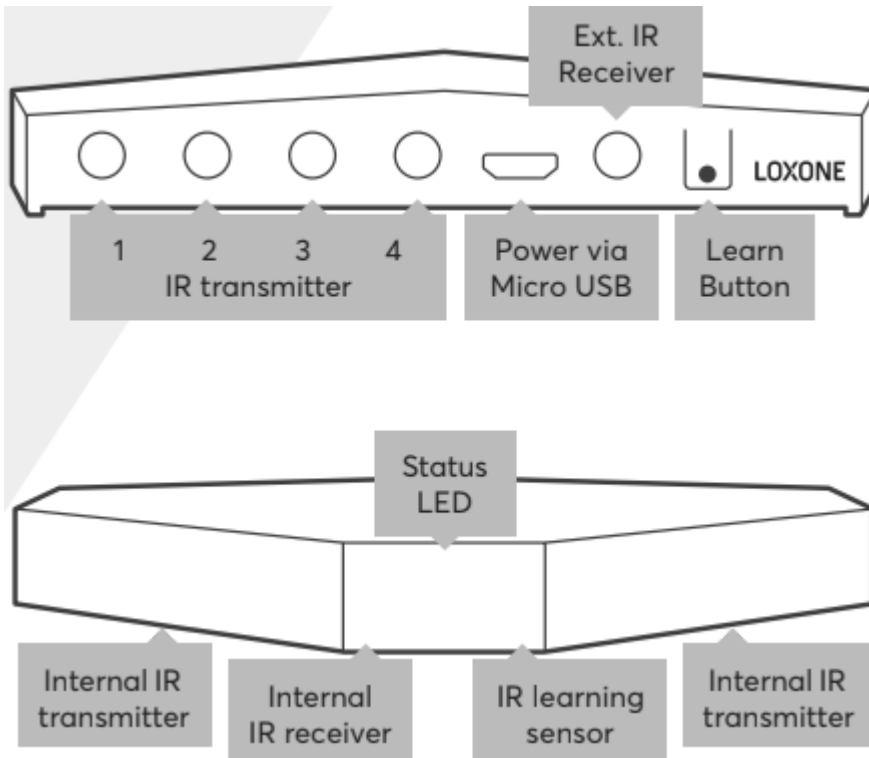 Ext. IR
Receiver
LOXONE
1 2 3 4
IR transmitter
Power via
Micro USB
Learn
Button
Status
LED
Internal IR
transmitter
Internal
IR receiver
IR learning
sensor
Internal IR
transmitter